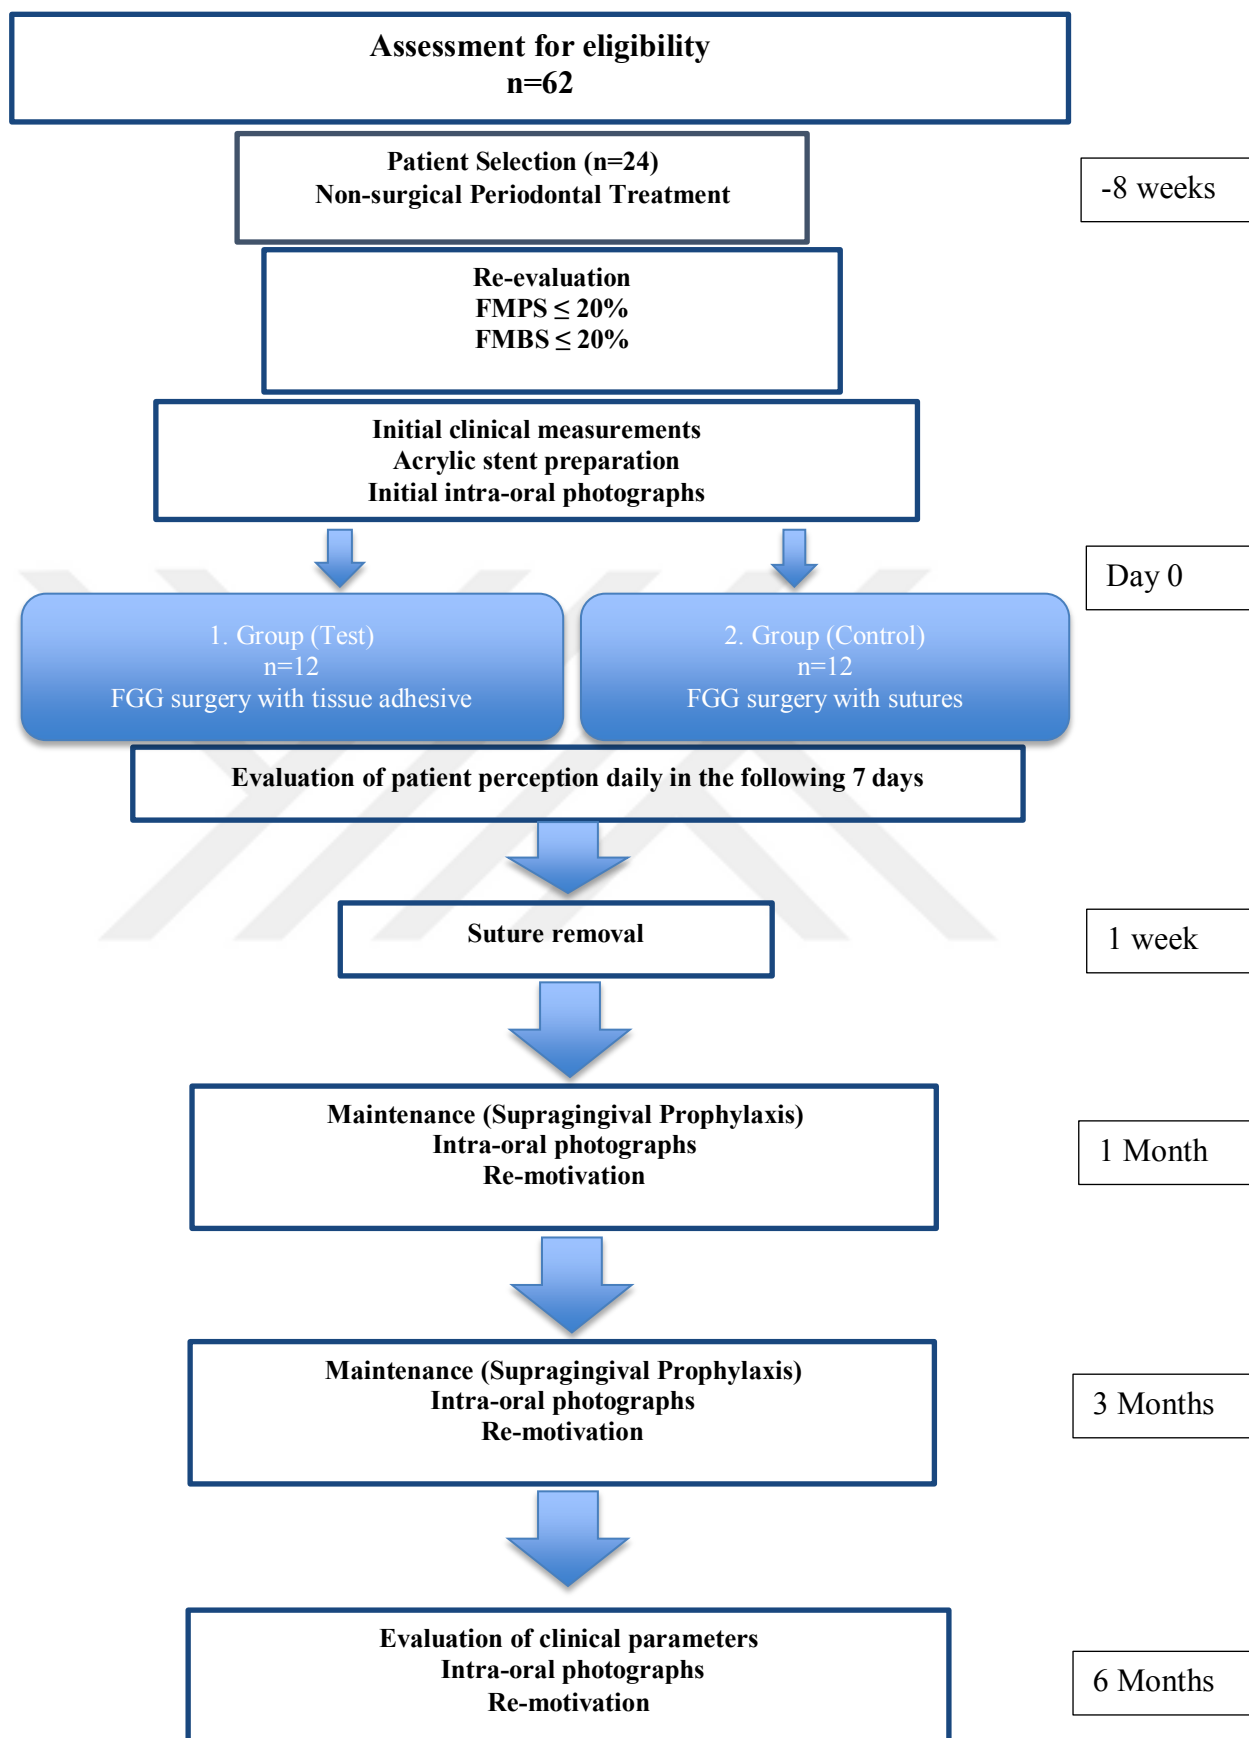 Assessment for eligibility
n=62
Patient Selection (n=24)
Non-surgical Periodontal Treatment
-8 weeks
Re-evaluation
FMPS ≤ 20%
FMBS ≤ 20%
Initial clinical measurements
Acrylic stent preparation
Initial intra-oral photographs
Day 0
1. Group (Test)
n=12
FGG surgery with tissue adhesive
2. Group (Control)
n=12
FGG surgery with sutures
Evaluation of patient perception daily in the following 7 days
Suture removal
1 week
Maintenance (Supragingival Prophylaxis)
Intra-oral photographs
Re-motivation
1 Month
Maintenance (Supragingival Prophylaxis)
Intra-oral photographs
Re-motivation
3 Months
Evaluation of clinical parameters
Intra-oral photographs
Re-motivation
6 Months